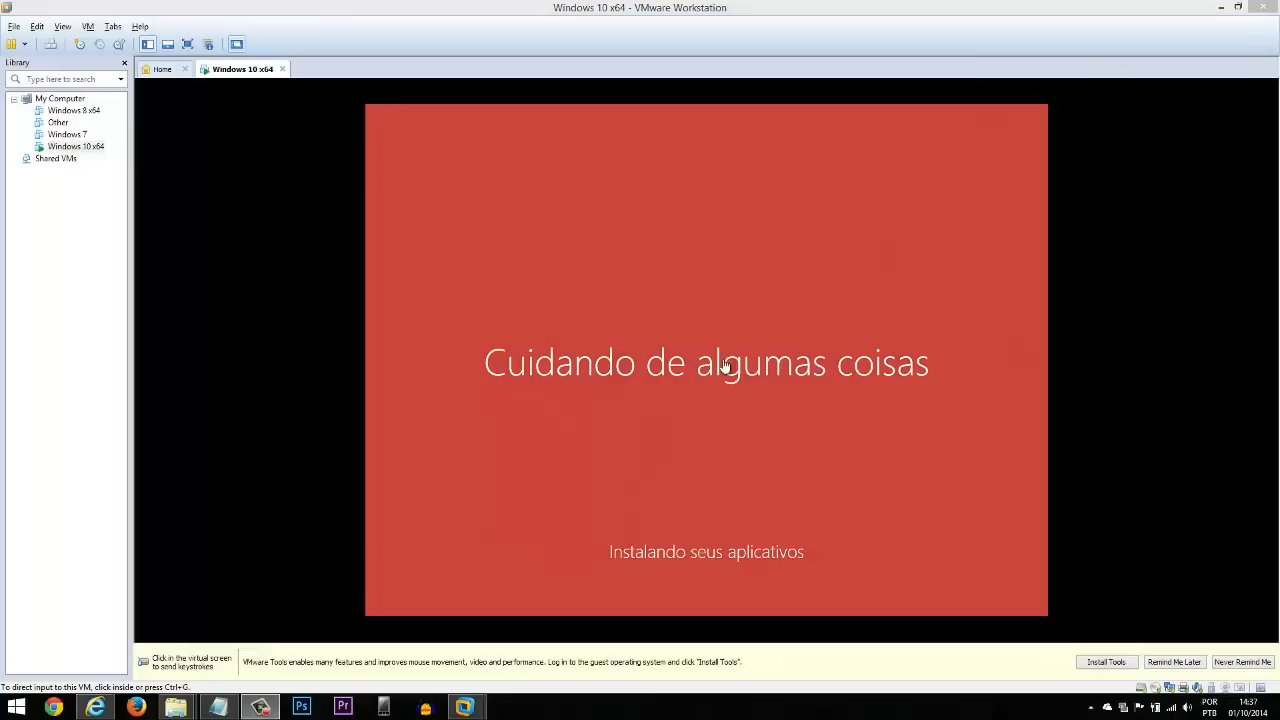 Windows 10 x64 - VMware Workstation
File Edit View VM Tabs Help
Library
Type here to search
Home
Windows 10 x64
My Computer
Windows 8 x64
Other
Windows 7
Windows 10 x64
Shared VMs
Cuidando de algumas coisas
Instalando seus aplicativos
Click in the virtual screen
to send keystrokes
VMware Tools enables many features and improves mouse movement, video and performance. Log in to the guest operating system and click "Install Tools".
Install Tools
Remind Me Later
Never Remind Me
To direct input to this VM, click inside or press Ctrl+G.
Ps
Pr
POR
PTB
14:37
01/10/2014